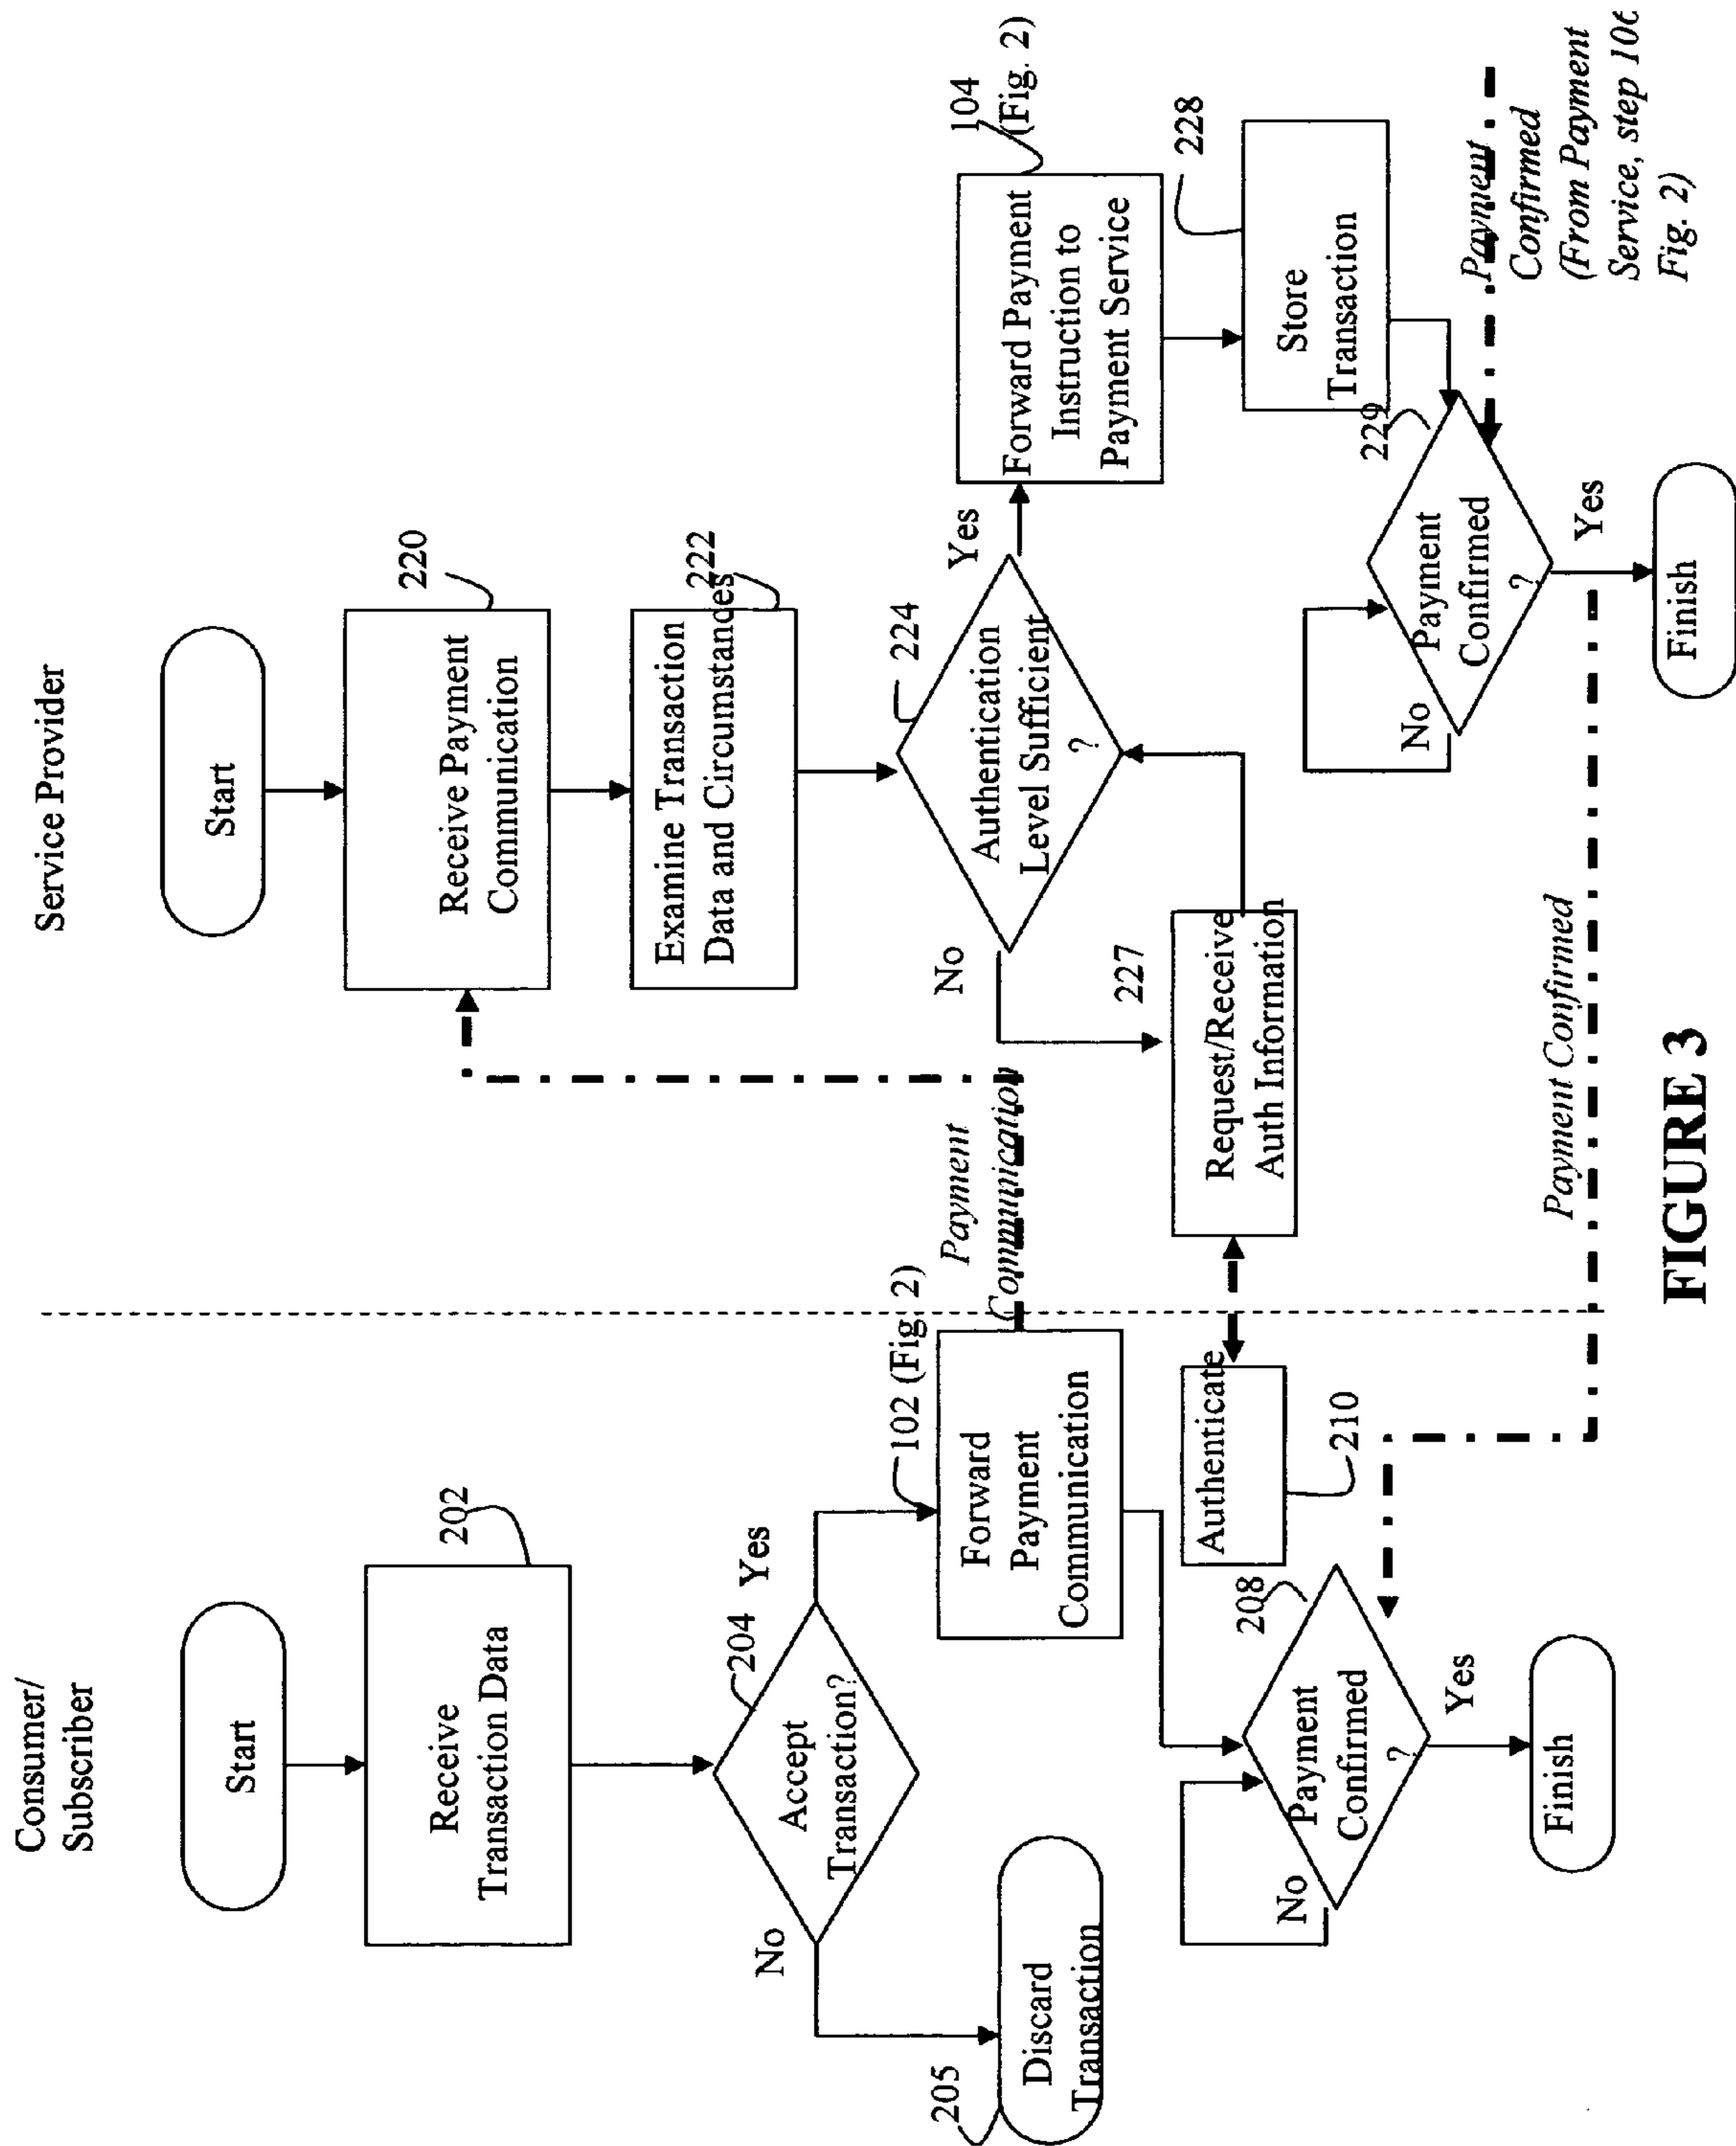 Consumer/
Subscriber
Start
Receive
Transaction Data
202
Accept
Transaction?
204
Yes
No
205
Discard
Transaction
102 (Fig. 2)
Forward
Payment
Communication
Payment
Communication
Authenticate
210
208
Payment
Confirmed
?
No
Yes
Finish
Service Provider
Start
Receive Payment
Communication
220
Examine Transaction
Data and Circumstances
222
Authentication
Level Sufficient
?
224
Yes
No
227
Request/Receive
Auth Information
Forward Payment
Instruction to
Payment Service
104
(Fig. 2)
Store
Transaction
228
229
Payment
Confirmed
?
No
Yes
Finish
Payment
Confirmed
(From Payment
Service, step 106
Fig. 2)
Payment Confirmed
FIGURE 3